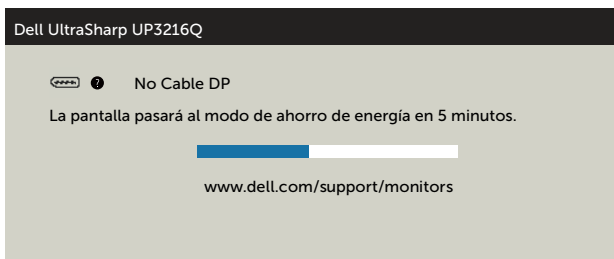 Dell UltraSharp UP3216Q
? No Cable DP
La pantalla pasará al modo de ahorro de energía en 5 minutos.
www.dell.com/support/monitors